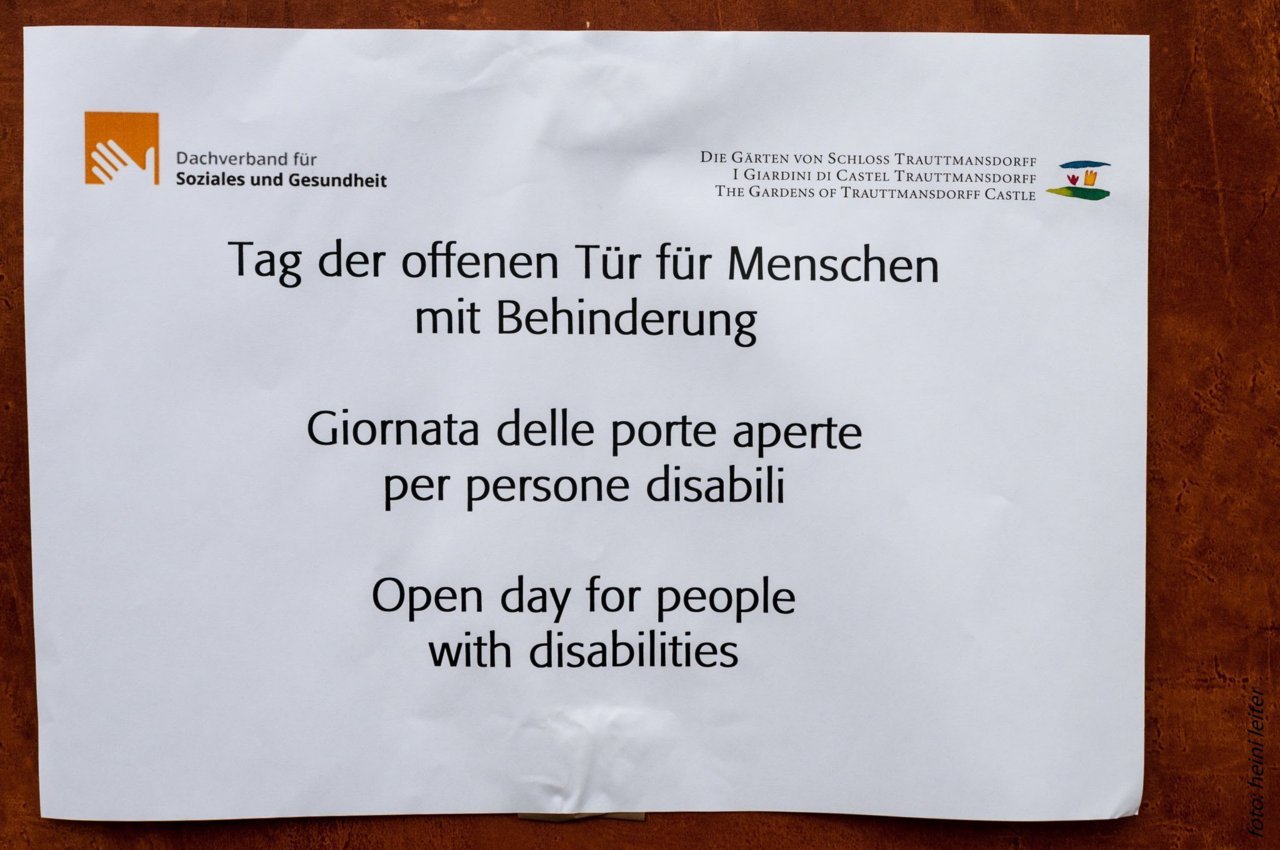 Dachverband für
Soziales und Gesundheit
Die Gärten von Schloss Trauttmansdorff
I Giardini di Castel Trauttmansdorff
The Gardens of Trauttmansdorff Castle
Tag der offenen Tür für Menschen
mit Behinderung
Giornata delle porte aperte
per persone disabili
Open day for people
with disabilities
foto: heini leiter